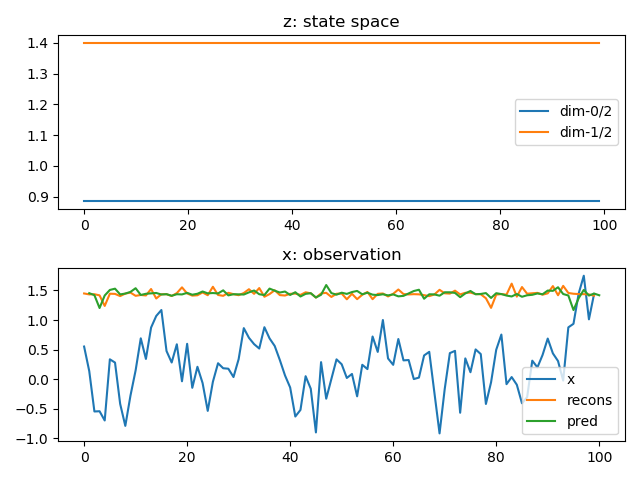 z: state space
1.4
1.3
1.2
1.1
1.0
0.9
dim-0/2
dim-1/2
0 20 40 60 80 100
x: observation
1.5
1.0
0.5
0.0
−0.5
−1.0
x
recons
pred
0 20 40 60 80 100